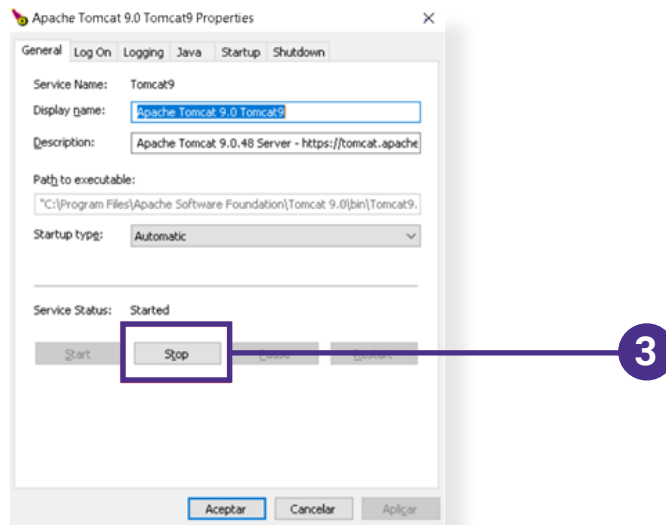 Apache Tomcat 9.0 Tomcat9 Properties
General Log On Logging Java Startup Shutdown
Service Name: Tomcat9
Display name: Apache Tomcat 9.0 Tomcat9
Description: Apache Tomcat 9.0.48 Server - https://tomcat.apache
Path to executable:
"C:\Program Files\Apache Software Foundation\Tomcat 9.0\bin\Tomcat9.
Startup type: Automatic
Service Status: Started
Start Stop Pause Restart
3
Aceptar Cancelar Aplicar